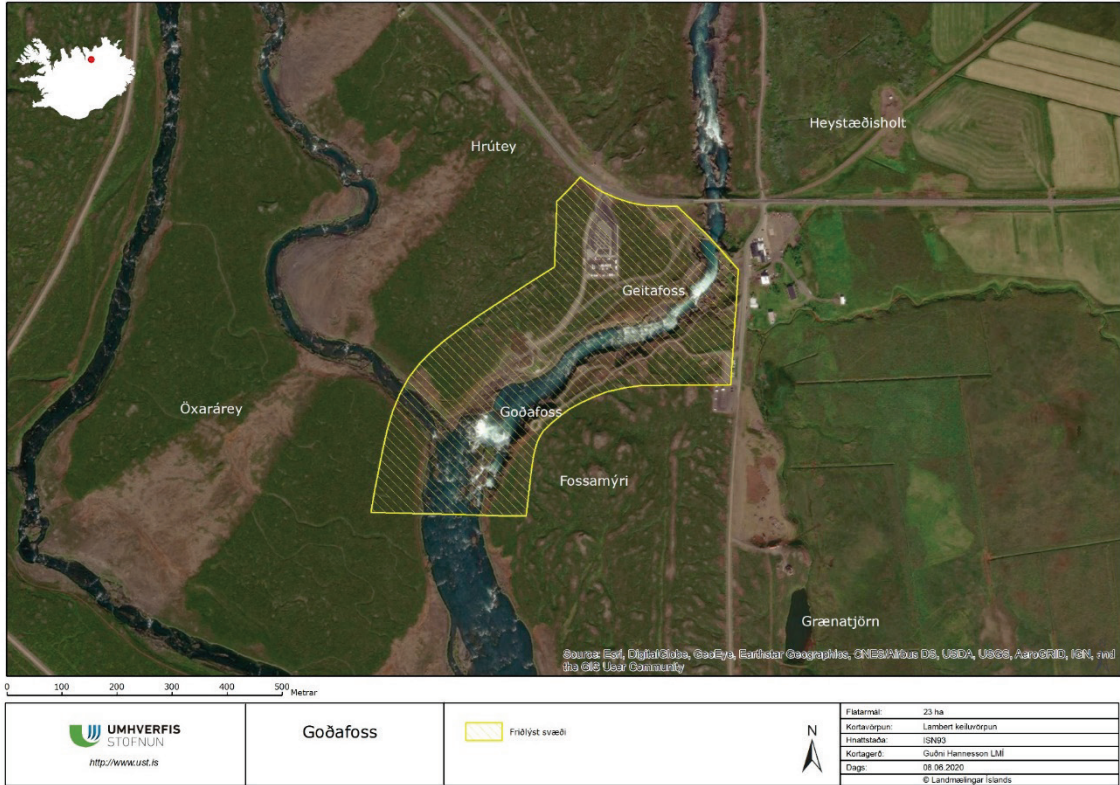 Hrútey
Heystæðisholt
Geitafoss
Öxarárey
Goðafoss
Fossamýri
Grænatjörn
Source: Esri, DigitalGlobe, GeoEye, Earthstar Geographics, CNES/Airbus DS, USDA, USGS, AeroGRID, IGN, and
the GIS User Community
0 100 200 300 400 500 Metrar
UMHVERFIS
STOFNUN
http://www.ust.is
Goðafoss
Friðlýst svæði
N
Flatarmál: 23 ha
Kortavörpun: Lambert keiluvörpun
Hnattstaða: ISN93
Kortagerð: Guðni Hannesson LMÍ
Dags: 08.06.2020
© Landmælingar Íslands